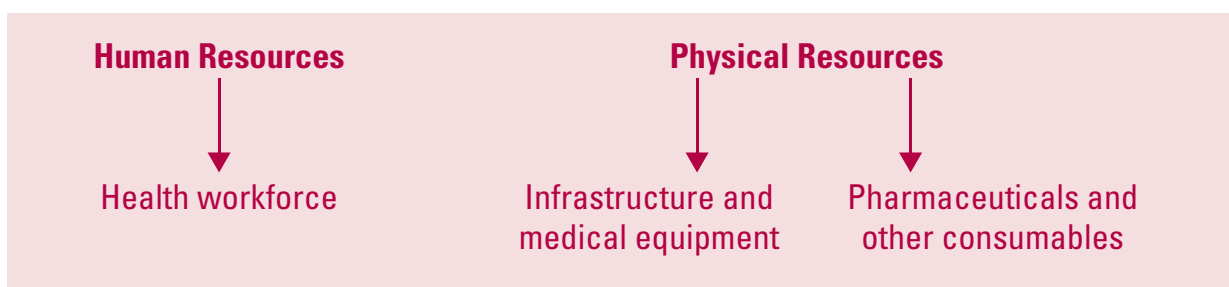 Human Resources
Physical Resources
Health workforce
Infrastructure and
medical equipment
Pharmaceuticals and
other consumables